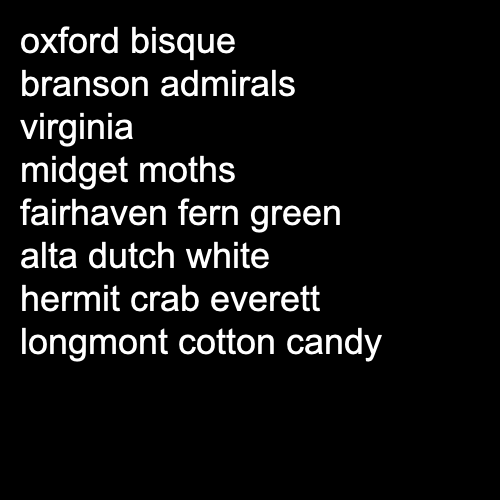 oxford bisque
branson admirals
virginia
midget moths
fairhaven fern green
alta dutch white
hermit crab everett
longmont cotton candy